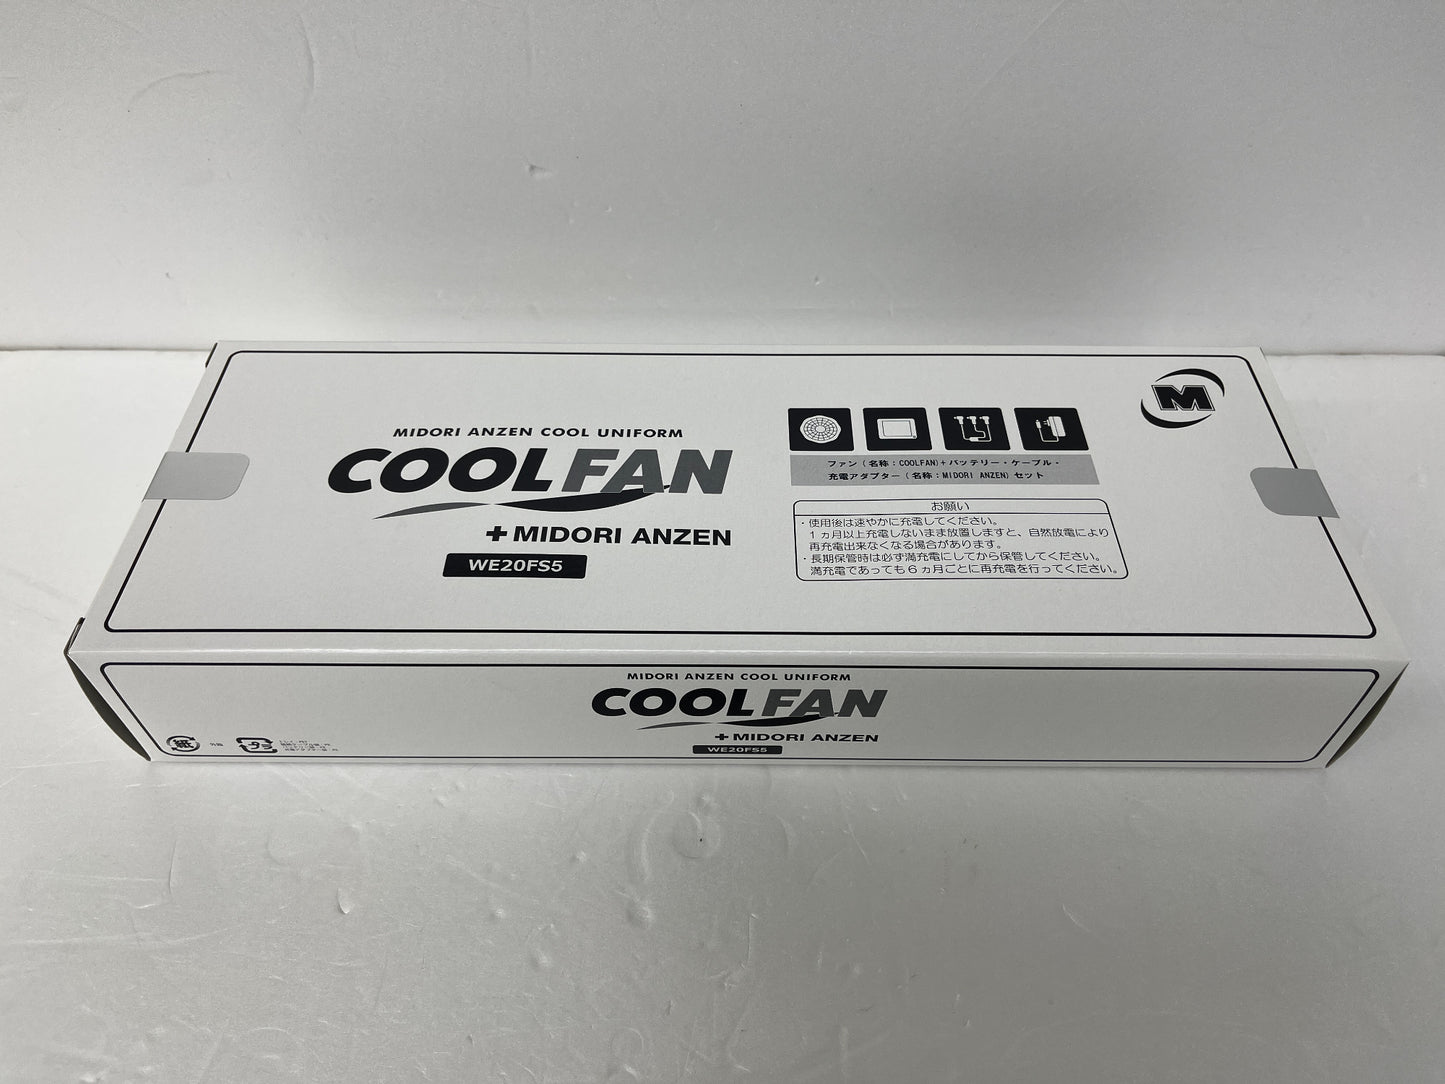 MIDORI ANZEN COOL UNIFORM
COOLFAN
+MIDORI ANZEN
WE20FS5
M
ファン(名称:COOLFAN)+バッテリー・ケーブル・
充電アダプター(名称:MIDORI ANZEN)セット
お願い
・使用後は速やかに充電してください。
1ヵ月以上充電しないまま放置しますと、自然放電により
再充電出来なくなる場合があります。
・長期保管時は必ず満充電にしてから保管してください。
満充電であっても6ヵ月ごとに再充電を行ってください。
MIDORI ANZEN COOL UNIFORM
COOLFAN
+MIDORI ANZEN
WE20FS5
紙
外箱
プラ